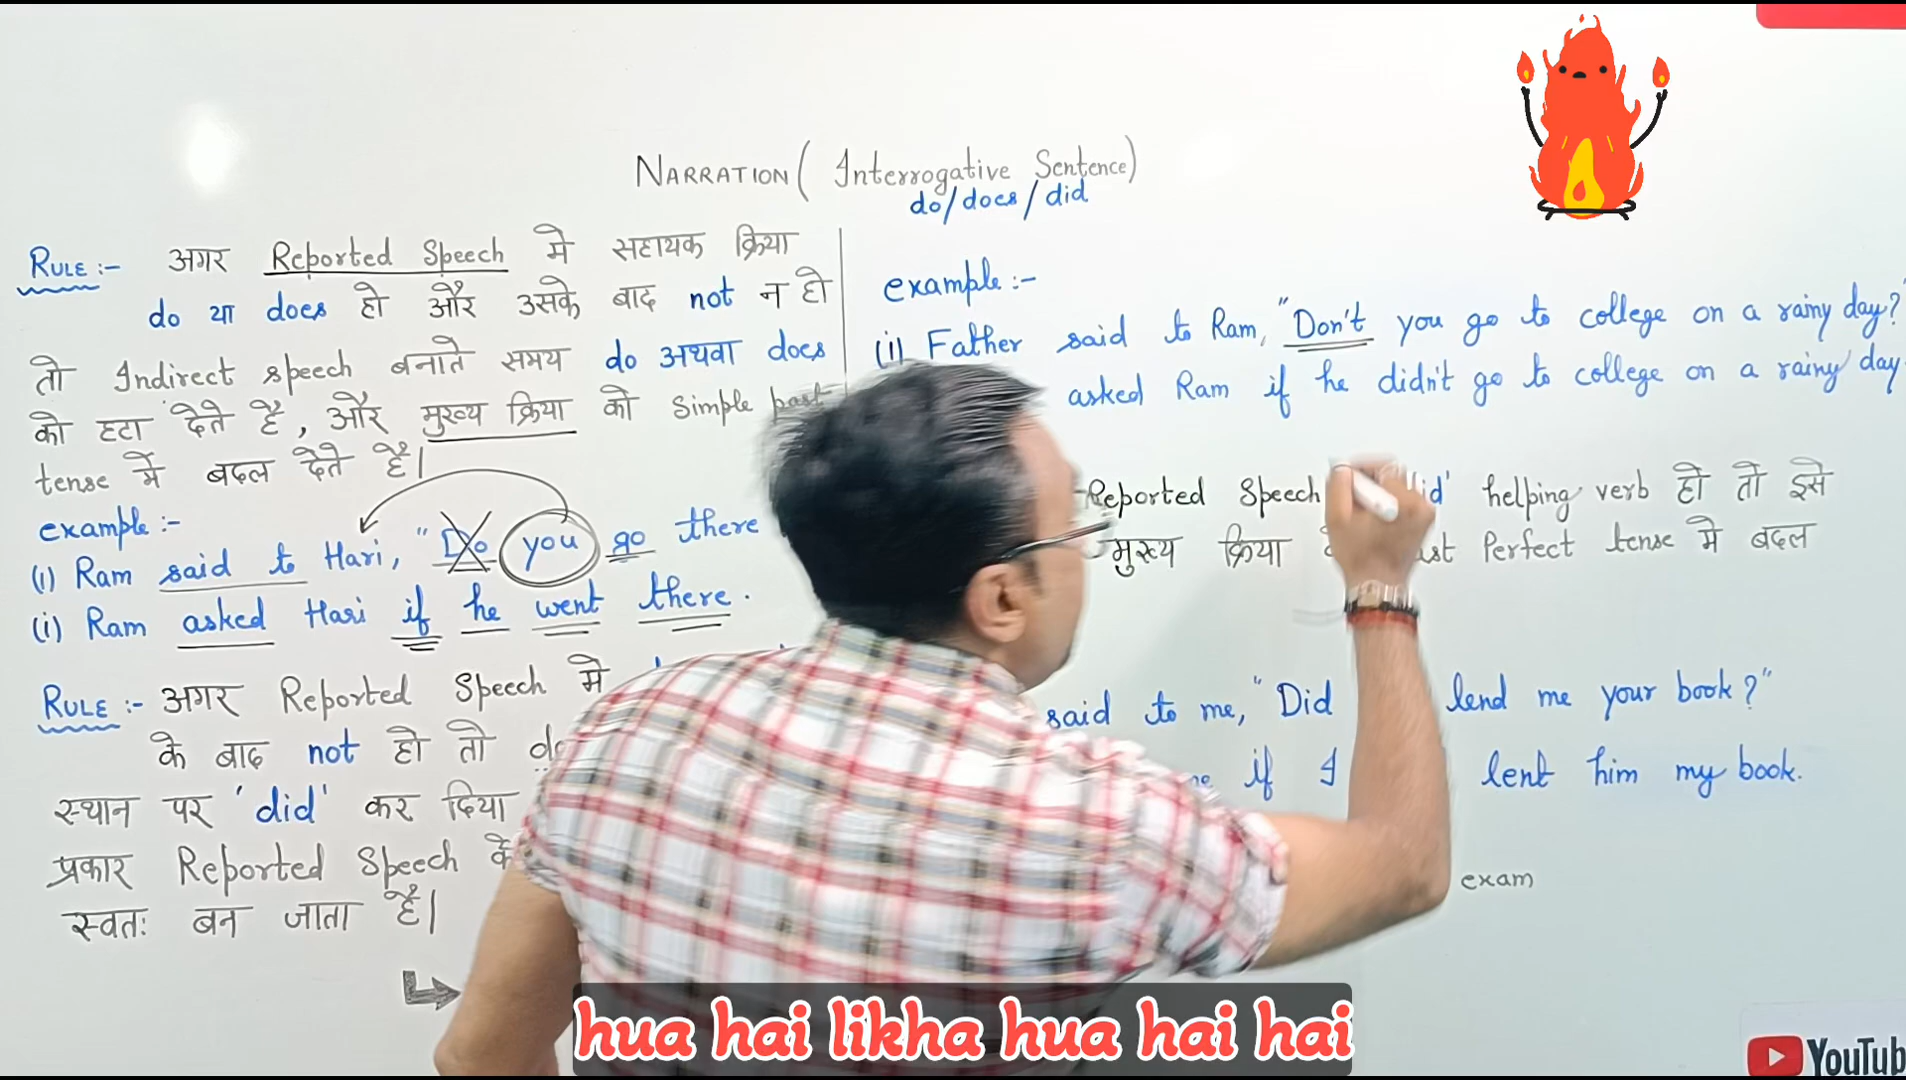 NARRATION ( Interrogative Sentence)
do/does/did
RULE :- अगर Reported Speech मे सहायक क्रिया
do या does हो और उसके बाद not न हो
तो Indirect speech बनाते समय do अथवा does
को हटा देते है, और मुख्य क्रिया को simple past
tense में बदल देते है।
example :-
(i) Ram said to Hari, "Do you go there
(i) Ram asked Hari if he went there.
RULE :- अगर Reported Speech मे
के बाद not हो तो
स्थान पर 'did' कर दिया
प्रकार Reported Speech के
स्वतः बन जाता है।
example :-
(i) Father said to Ram, "Don't you go to college on a rainy day?"
asked Ram if he didn't go to college on a rainy day.
Reported Speech helping verb हो तो इसे
मुख्य क्रिया Perfect tense मे बदल
said to me, "Did lend me your book?"
if I lent him my book.
exam
hua hai likha hua hai hai
YouTub